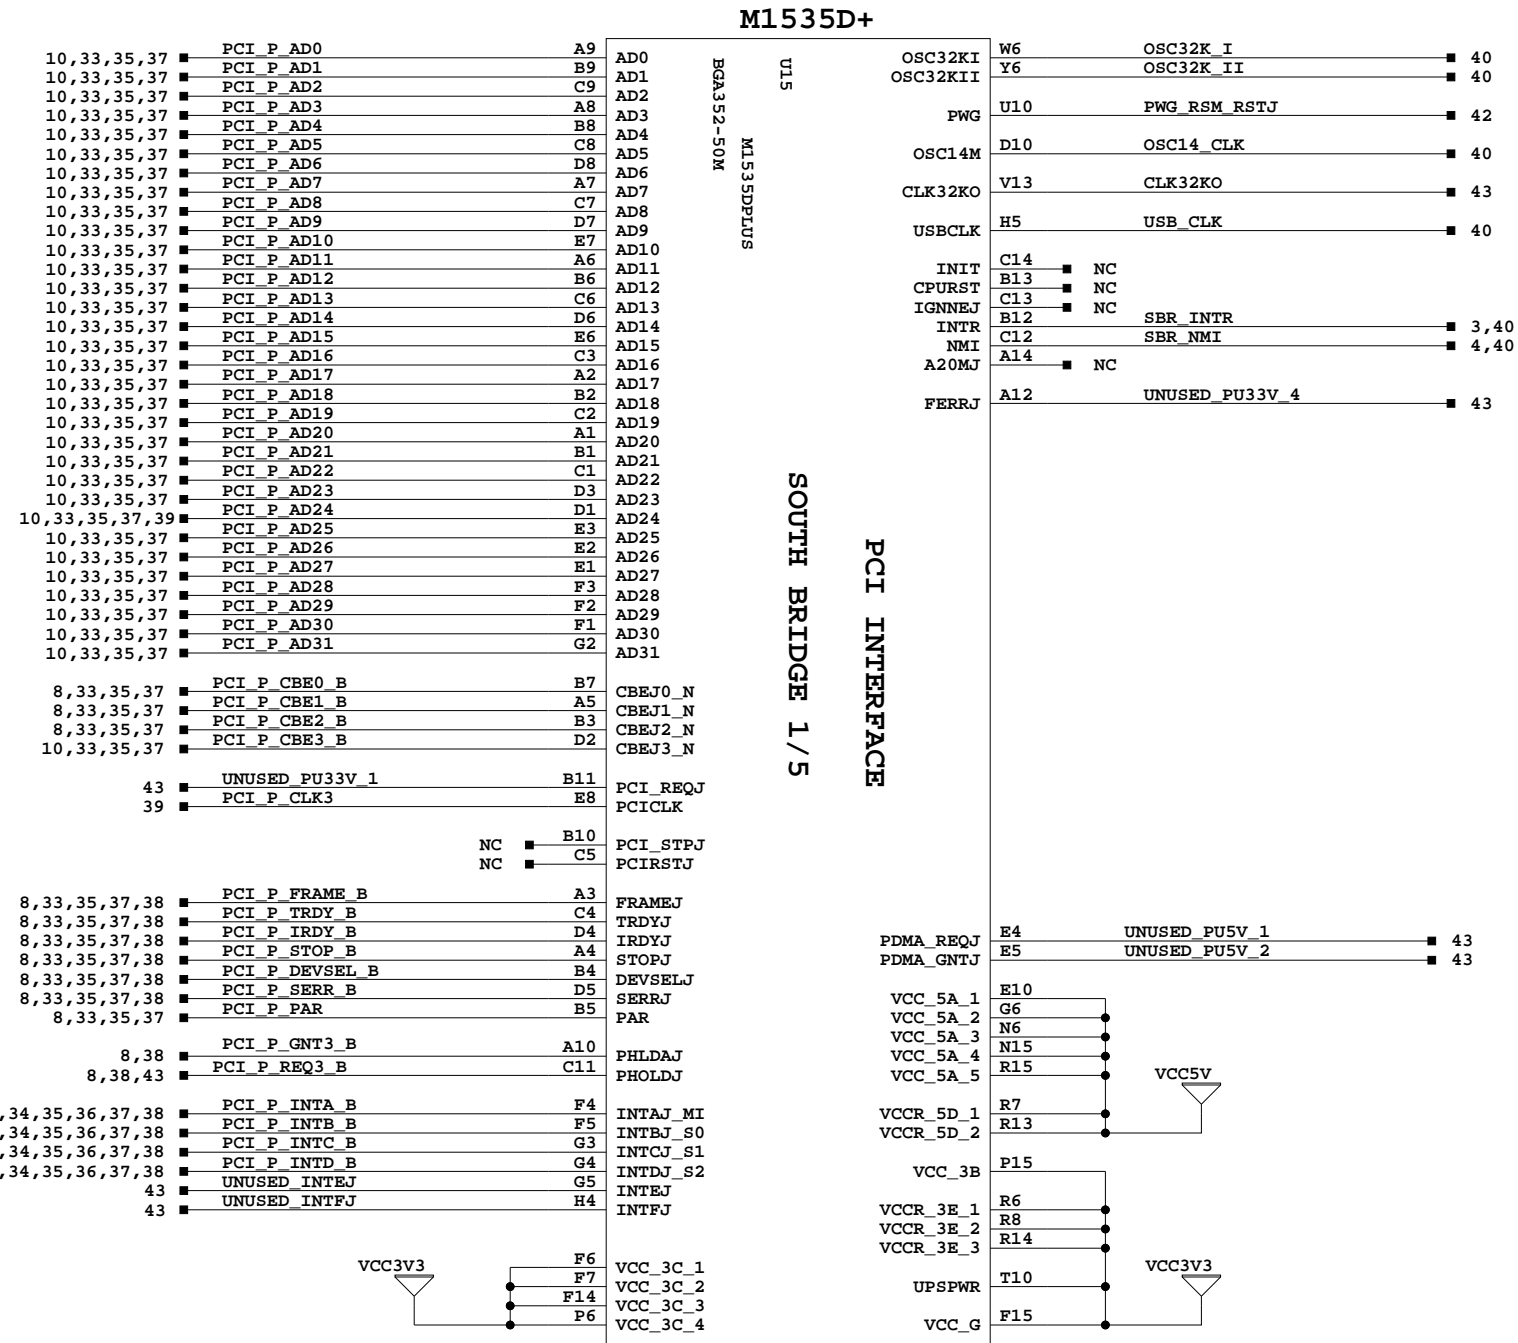 M1535D+
U15
BGA352-50M
M1535DPLUS
SOUTH BRIDGE 1/5
PCI INTERFACE
10,33,35,37 PCI_P_AD0 A9 AD0
10,33,35,37 PCI_P_AD1 B9 AD1
10,33,35,37 PCI_P_AD2 C9 AD2
10,33,35,37 PCI_P_AD3 A8 AD3
10,33,35,37 PCI_P_AD4 B8 AD4
10,33,35,37 PCI_P_AD5 C8 AD5
10,33,35,37 PCI_P_AD6 D8 AD6
10,33,35,37 PCI_P_AD7 A7 AD7
10,33,35,37 PCI_P_AD8 C7 AD8
10,33,35,37 PCI_P_AD9 D7 AD9
10,33,35,37 PCI_P_AD10 E7 AD10
10,33,35,37 PCI_P_AD11 A6 AD11
10,33,35,37 PCI_P_AD12 B6 AD12
10,33,35,37 PCI_P_AD13 C6 AD13
10,33,35,37 PCI_P_AD14 D6 AD14
10,33,35,37 PCI_P_AD15 E6 AD15
10,33,35,37 PCI_P_AD16 C3 AD16
10,33,35,37 PCI_P_AD17 A2 AD17
10,33,35,37 PCI_P_AD18 B2 AD18
10,33,35,37 PCI_P_AD19 C2 AD19
10,33,35,37 PCI_P_AD20 A1 AD20
10,33,35,37 PCI_P_AD21 B1 AD21
10,33,35,37 PCI_P_AD22 C1 AD22
10,33,35,37 PCI_P_AD23 D3 AD23
10,33,35,37,39 PCI_P_AD24 D1 AD24
10,33,35,37 PCI_P_AD25 E3 AD25
10,33,35,37 PCI_P_AD26 E2 AD26
10,33,35,37 PCI_P_AD27 E1 AD27
10,33,35,37 PCI_P_AD28 F3 AD28
10,33,35,37 PCI_P_AD29 F2 AD29
10,33,35,37 PCI_P_AD30 F1 AD30
10,33,35,37 PCI_P_AD31 G2 AD31
8,33,35,37 PCI_P_CBE0_B B7 CBEJ0_N
8,33,35,37 PCI_P_CBE1_B A5 CBEJ1_N
8,33,35,37 PCI_P_CBE2_B B3 CBEJ2_N
10,33,35,37 PCI_P_CBE3_B D2 CBEJ3_N
43 UNUSED_PU33V_1 B11 PCI_REQJ
39 PCI_P_CLK3 E8 PCICLK
NC B10 PCI_STPJ
NC C5 PCIRSTJ
8,33,35,37,38 PCI_P_FRAME_B A3 FRAMEJ
8,33,35,37,38 PCI_P_TRDY_B C4 TRDYJ
8,33,35,37,38 PCI_P_IRDY_B D4 IRDYJ
8,33,35,37,38 PCI_P_STOP_B A4 STOPJ
8,33,35,37,38 PCI_P_DEVSEL_B B4 DEVSELJ
8,33,35,37,38 PCI_P_SERR_B D5 SERRJ
8,33,35,37 PCI_P_PAR B5 PAR
8,38 PCI_P_GNT3_B A10 PHLDAJ
8,38,43 PCI_P_REQ3_B C11 PHOLDJ
,34,35,36,37,38 PCI_P_INTA_B F4 INTAJ_MI
,34,35,36,37,38 PCI_P_INTB_B F5 INTBJ_S0
,34,35,36,37,38 PCI_P_INTC_B G3 INTCJ_S1
,34,35,36,37,38 PCI_P_INTD_B G4 INTDJ_S2
43 UNUSED_INTEJ G5 INTEJ
43 UNUSED_INTFJ H4 INTFJ
VCC3V3
F6 VCC_3C_1
F7 VCC_3C_2
F14 VCC_3C_3
P6 VCC_3C_4
OSC32KI W6 OSC32K_I 40
OSC32KII Y6 OSC32K_II 40
PWG U10 PWG_RSM_RSTJ 42
OSC14M D10 OSC14_CLK 40
CLK32KO V13 CLK32KO 43
USBCLK H5 USB_CLK 40
INIT C14 NC
CPURST B13 NC
IGNNEJ C13 NC
INTR B12 SBR_INTR 3,40
NMI C12 SBR_NMI 4,40
A20MJ A14 NC
FERRJ A12 UNUSED_PU33V_4 43
PDMA_REQJ E4 UNUSED_PU5V_1 43
PDMA_GNTJ E5 UNUSED_PU5V_2 43
VCC_5A_1 E10
VCC_5A_2 G6
VCC_5A_3 N6
VCC_5A_4 N15
VCC_5A_5 R15
VCC5V
VCCR_5D_1 R7
VCCR_5D_2 R13
VCC_3B P15
VCCR_3E_1 R6
VCCR_3E_2 R8
VCCR_3E_3 R14
VCC3V3
UPSPWR T10
VCC_G F15